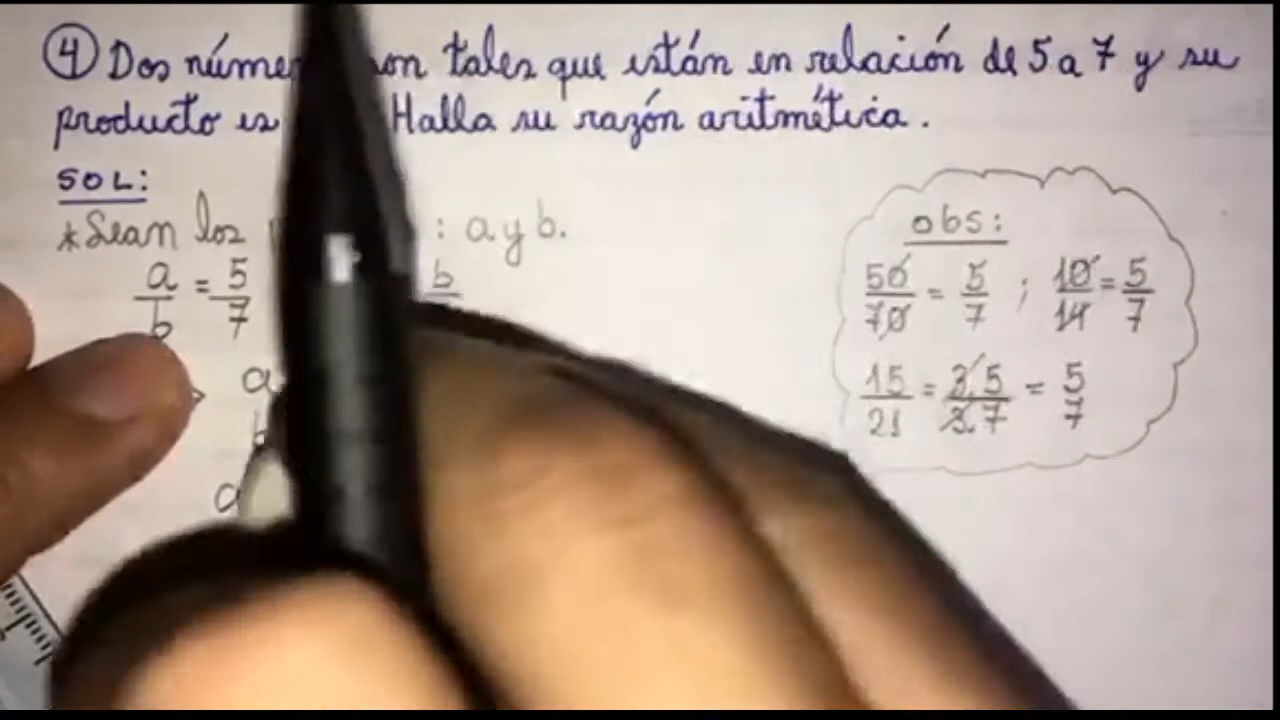 ④ Dos son tales que están en relación de 5 a 7 y su
producto es Halla su razón aritmética.
SOL:
*Sean los : a y b.
a/b = 5/7 b
a
a
obs:
50/70 = 5/7 ; 10/14 = 5/7
15/21 = 3.5/3.7 = 5/7